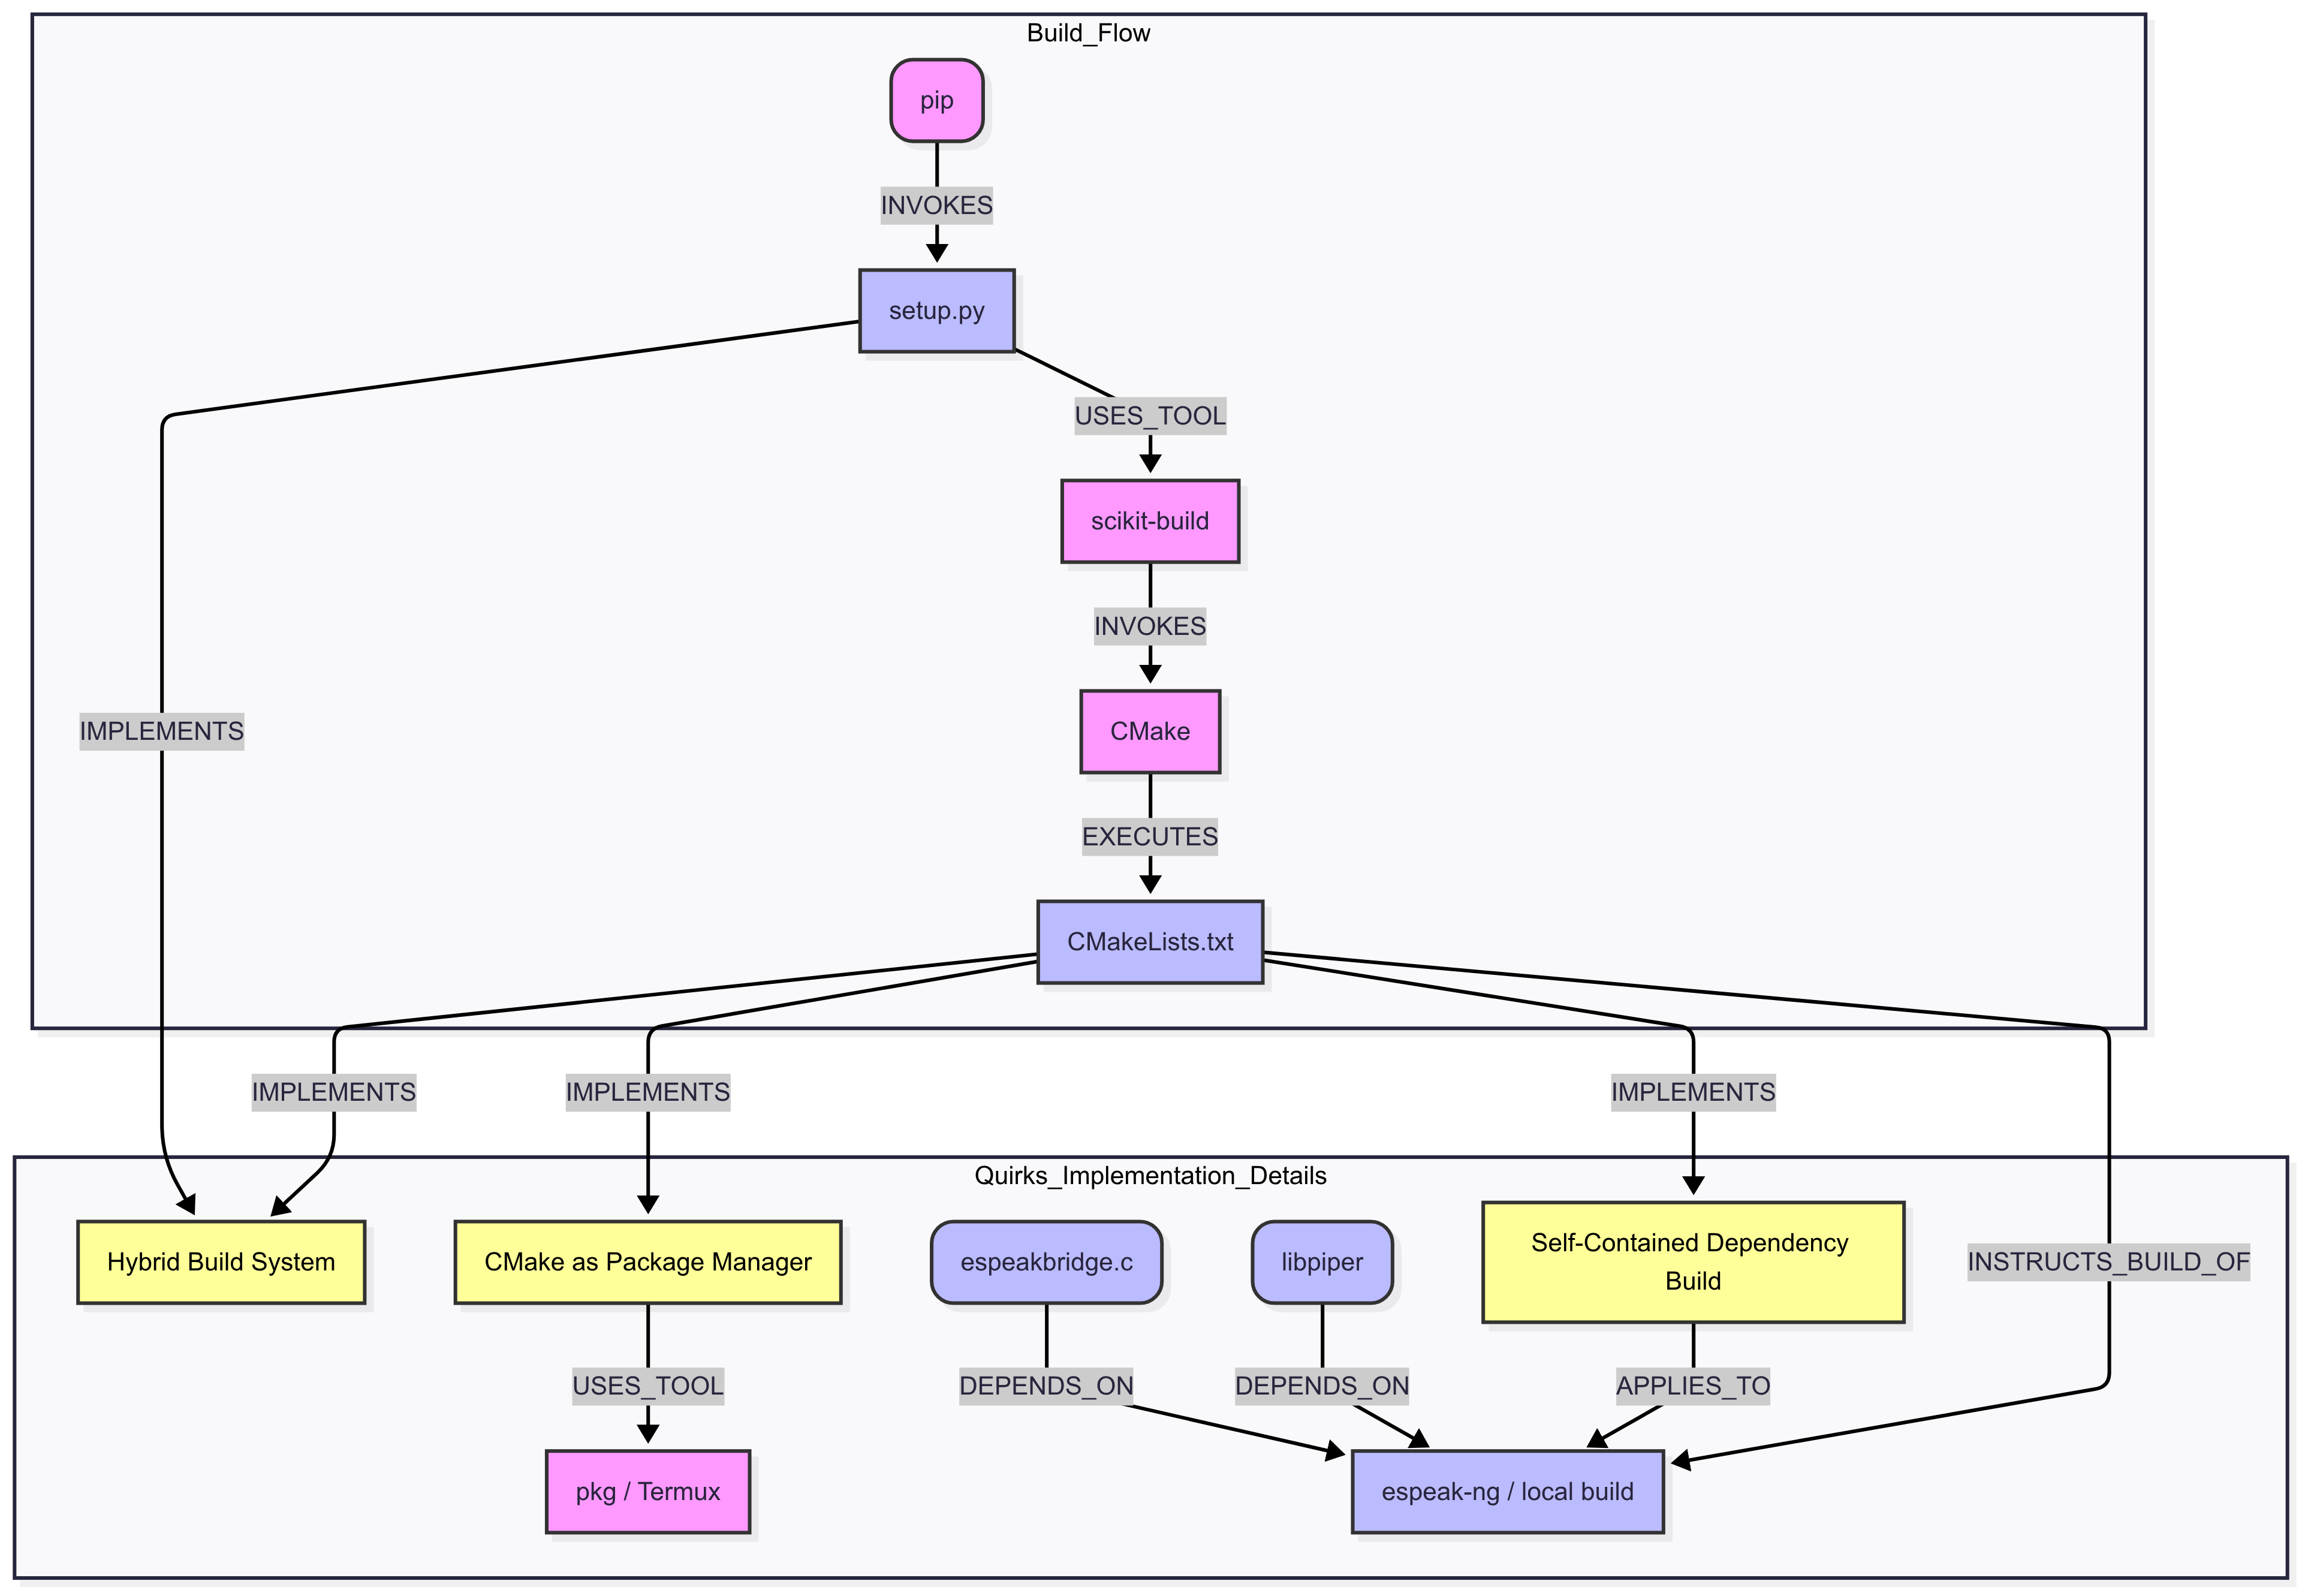 Build_Flow
pip
INVOKES
setup.py
USES_TOOL
scikit-build
INVOKES
IMPLEMENTS
CMake
EXECUTES
CMakeLists.txt
IMPLEMENTS
IMPLEMENTS
IMPLEMENTS
Quirks_Implementation_Details
Hybrid Build System
CMake as Package Manager
espeakbridge.c
libpiper
Self-Contained Dependency
Build
INSTRUCTS_BUILD_OF
USES_TOOL
DEPENDS_ON
DEPENDS_ON
APPLIES_TO
pkg / Termux
espeak-ng / local build